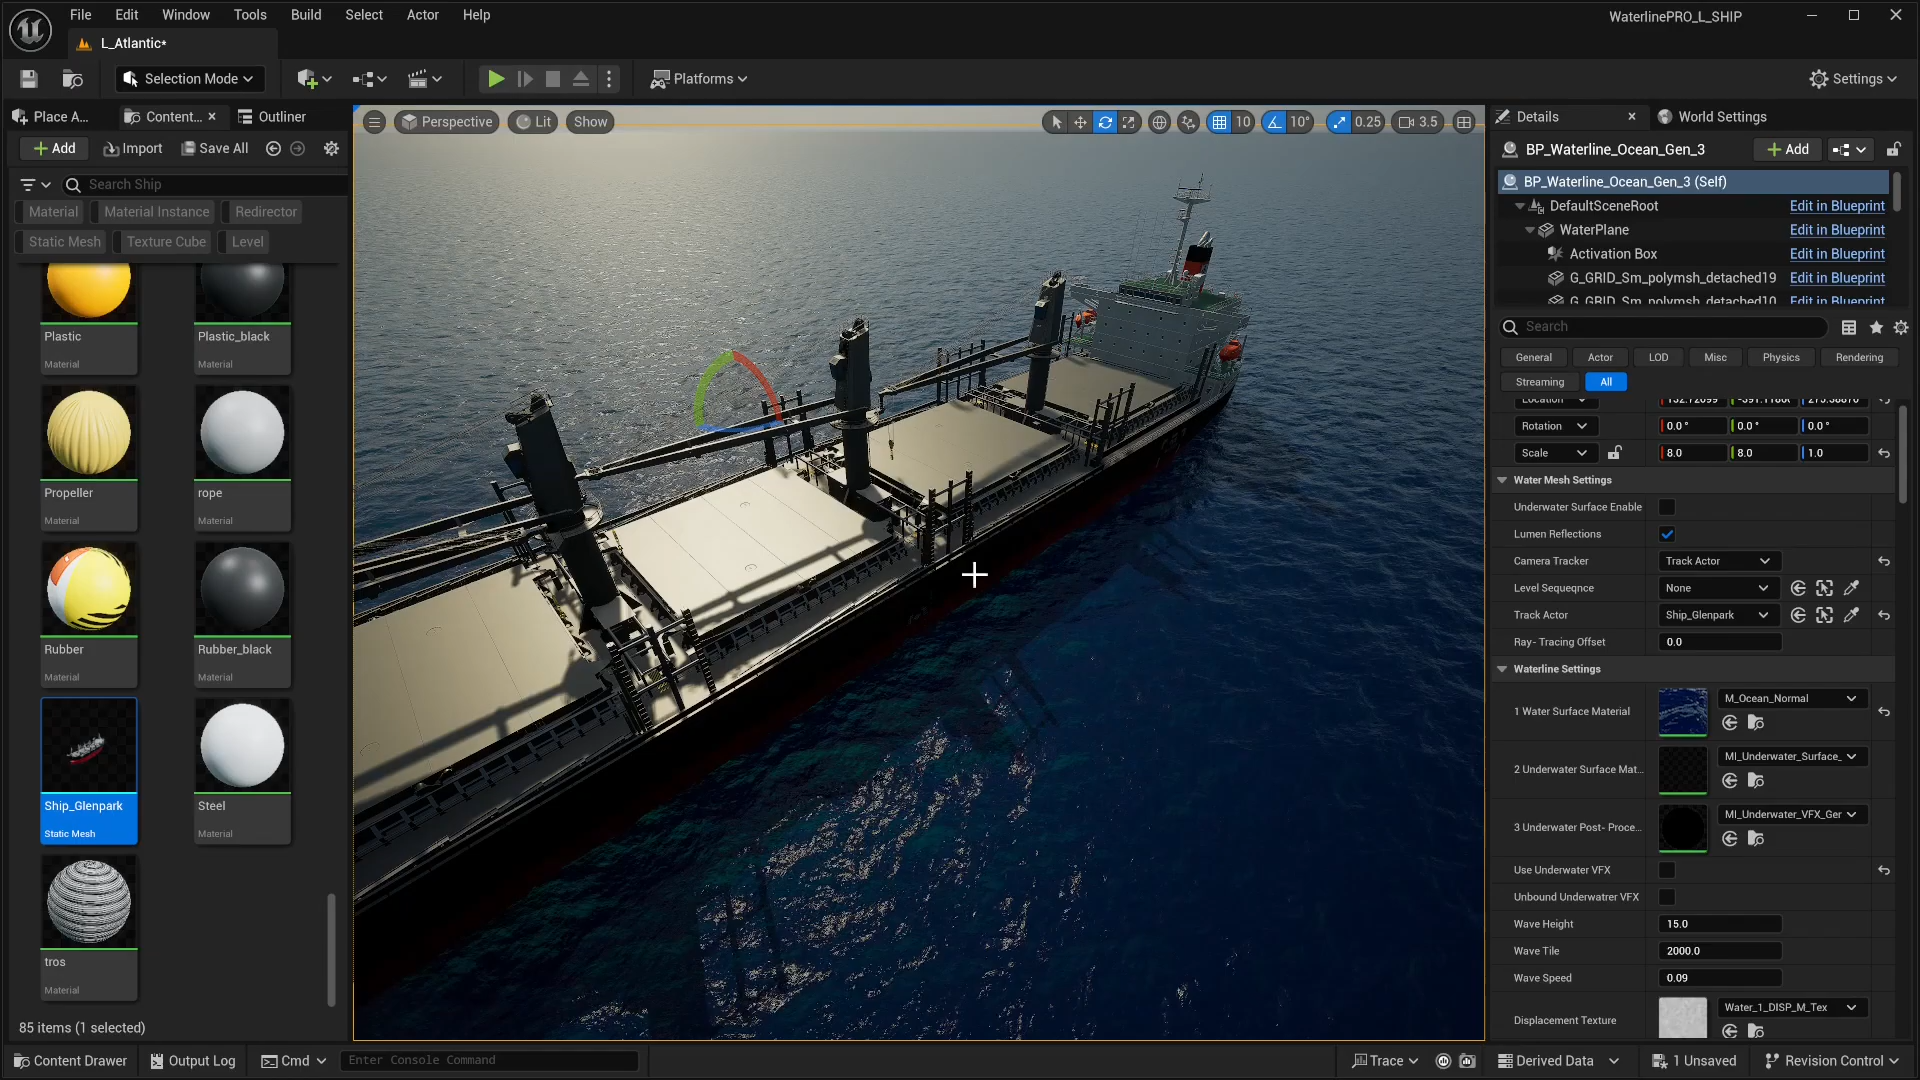 File Edit Window Tools Build Select Actor Help
WaterlinePRO_L_SHIP
L_Atlantic*
Selection Mode
Platforms
Settings
Place A...
Content...
Outliner
Add
Import
Save All
Search Ship
Material
Material Instance
Redirector
Static Mesh
Texture Cube
Level
Plastic
Material
Plastic_black
Material
Propeller
Material
rope
Material
Rubber
Material
Rubber_black
Material
Ship_Glenpark
Static Mesh
Steel
Material
tros
Material
85 items (1 selected)
Perspective
Lit
Show
10
10°
0.25
3.5
Details
World Settings
BP_Waterline_Ocean_Gen_3
Add
BP_Waterline_Ocean_Gen_3 (Self)
DefaultSceneRoot Edit in Blueprint
WaterPlane Edit in Blueprint
Activation Box Edit in Blueprint
G_GRID_Sm_polymsh_detached19 Edit in Blueprint
G_GRID_Sm_polymsh_detached10 Edit in Blueprint
Search
General
Actor
LOD
Misc
Physics
Rendering
Streaming
All
Location
Rotation 0.0 ° 0.0 ° 0.0 °
Scale 8.0 8.0 1.0
Water Mesh Settings
Underwater Surface Enable
Lumen Reflections
Camera Tracker Track Actor
Level Sequeqnce None
Track Actor Ship_Glenpark
Ray- Tracing Offset 0.0
Waterline Settings
1 Water Surface Material M_Ocean_Normal
2 Underwater Surface Mat... MI_Underwater_Surface_
3 Underwater Post- Proce... MI_Underwater_VFX_Ger
Use Underwater VFX
Unbound Underwatrer VFX
Wave Height 15.0
Wave Tile 2000.0
Wave Speed 0.09
Displacement Texture Water_1_DISP_M_Tex
Content Drawer
Output Log
Cmd
Enter Console Command
Trace
Derived Data
1 Unsaved
Revision Control